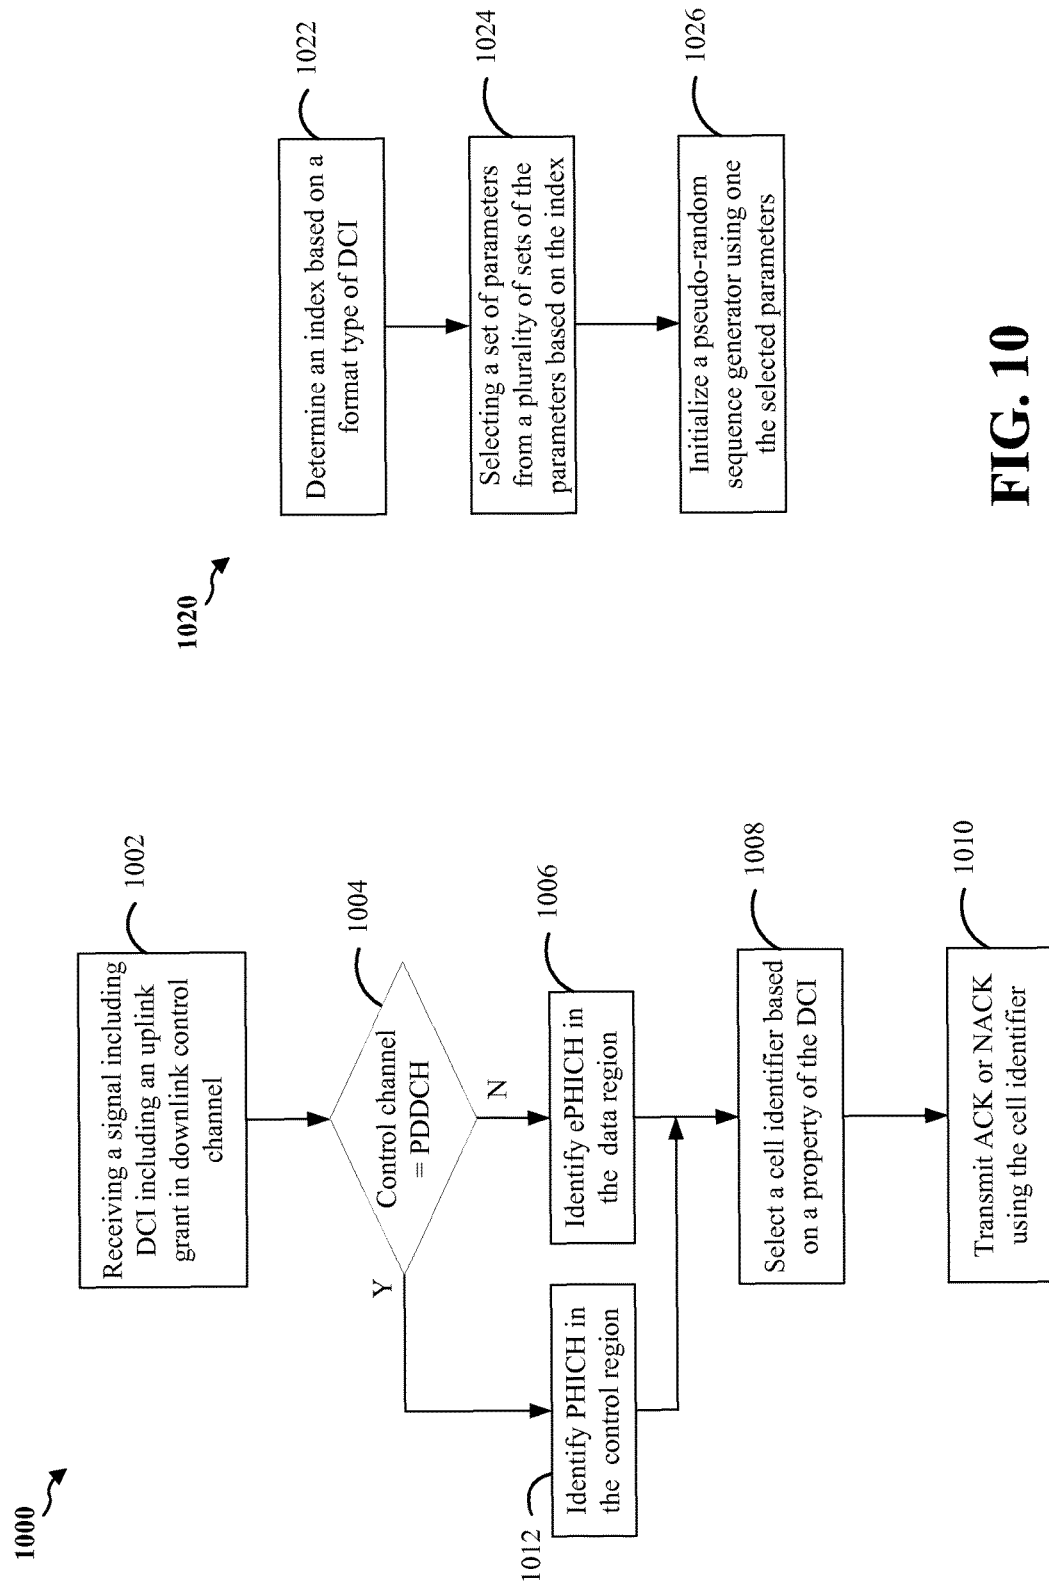 1000
Receiving a signal including
DCI including an uplink
grant in downlink control
channel
1002
Control channel
= PDDCH
1004
Y
N
Identify PHICH in
the control region
1012
Identify ePHICH in
the data region
1006
Select a cell identifier based
on a property of the DCI
1008
Transmit ACK or NACK
using the cell identifier
1010
1020
Determine an index based on a
format type of DCI
1022
Selecting a set of parameters
from a plurality of sets of the
parameters based on the index
1024
Initialize a pseudo-random
sequence generator using one
the selected parameters
1026
FIG. 10